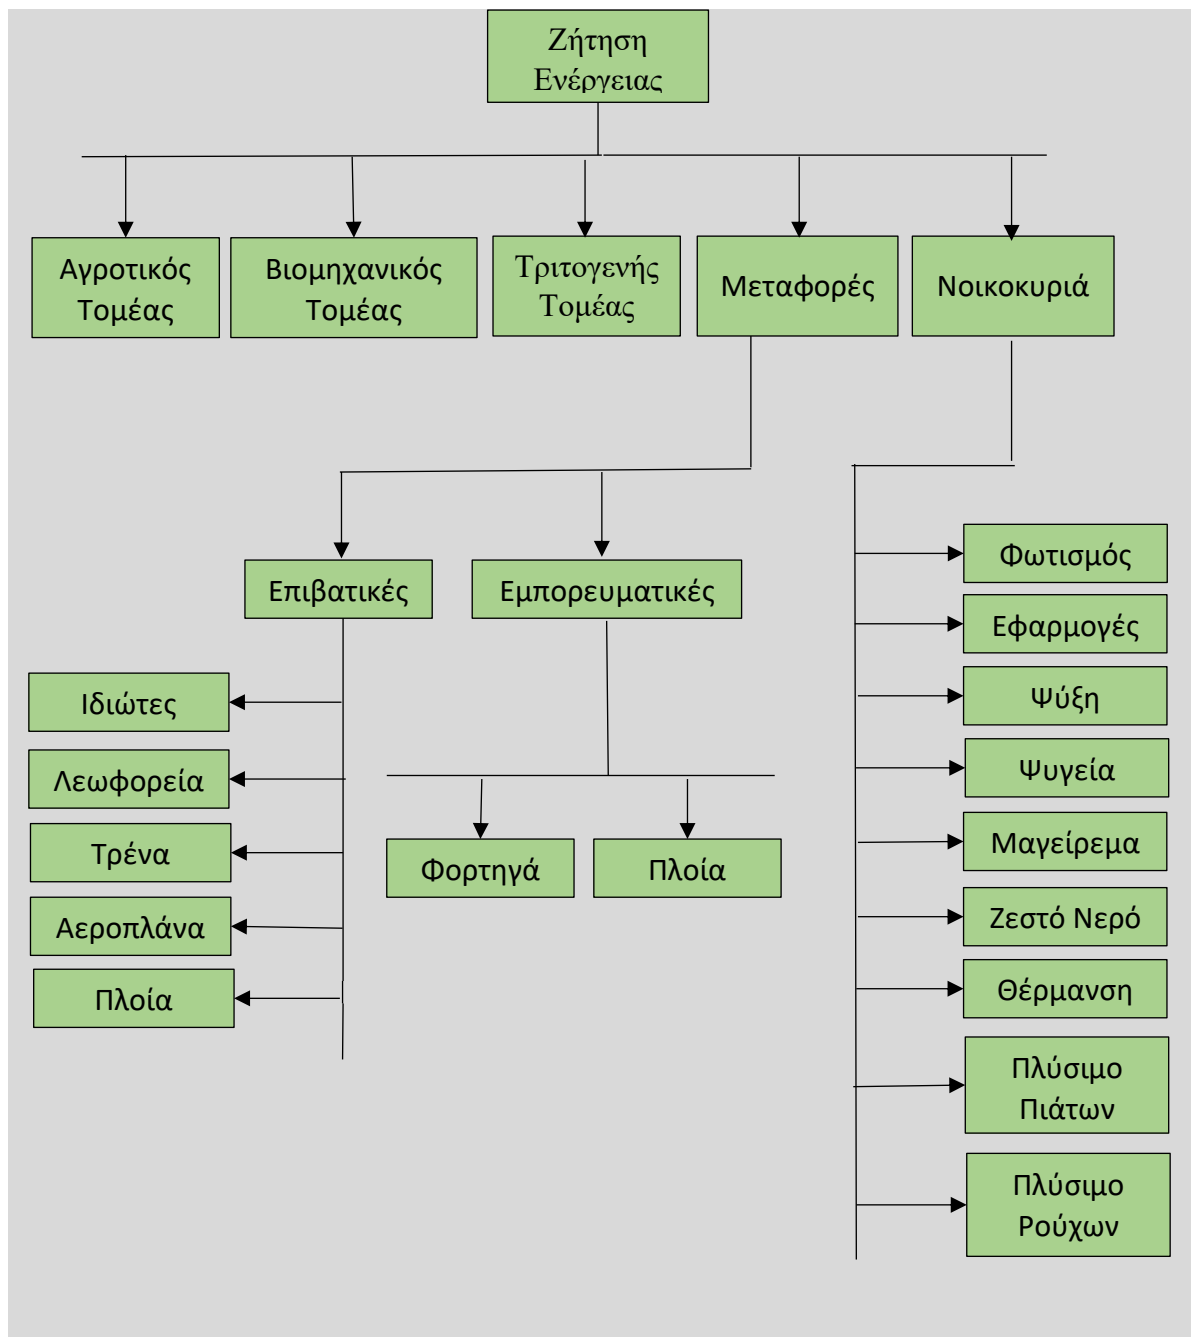 Ζήτηση
Ενέργειας
Αγροτικός
Τομέας
Βιομηχανικός
Τομέας
Τριτογενής
Τομέας
Μεταφορές
Νοικοκυριά
Επιβατικές
Εμπορευματικές
Ιδιώτες
Λεωφορεία
Τρένα
Αεροπλάνα
Πλοία
Φορτηγά
Πλοία
Φωτισμός
Εφαρμογές
Ψύξη
Ψυγεία
Μαγείρεμα
Ζεστό Νερό
Θέρμανση
Πλύσιμο
Πιάτων
Πλύσιμο
Ρούχων